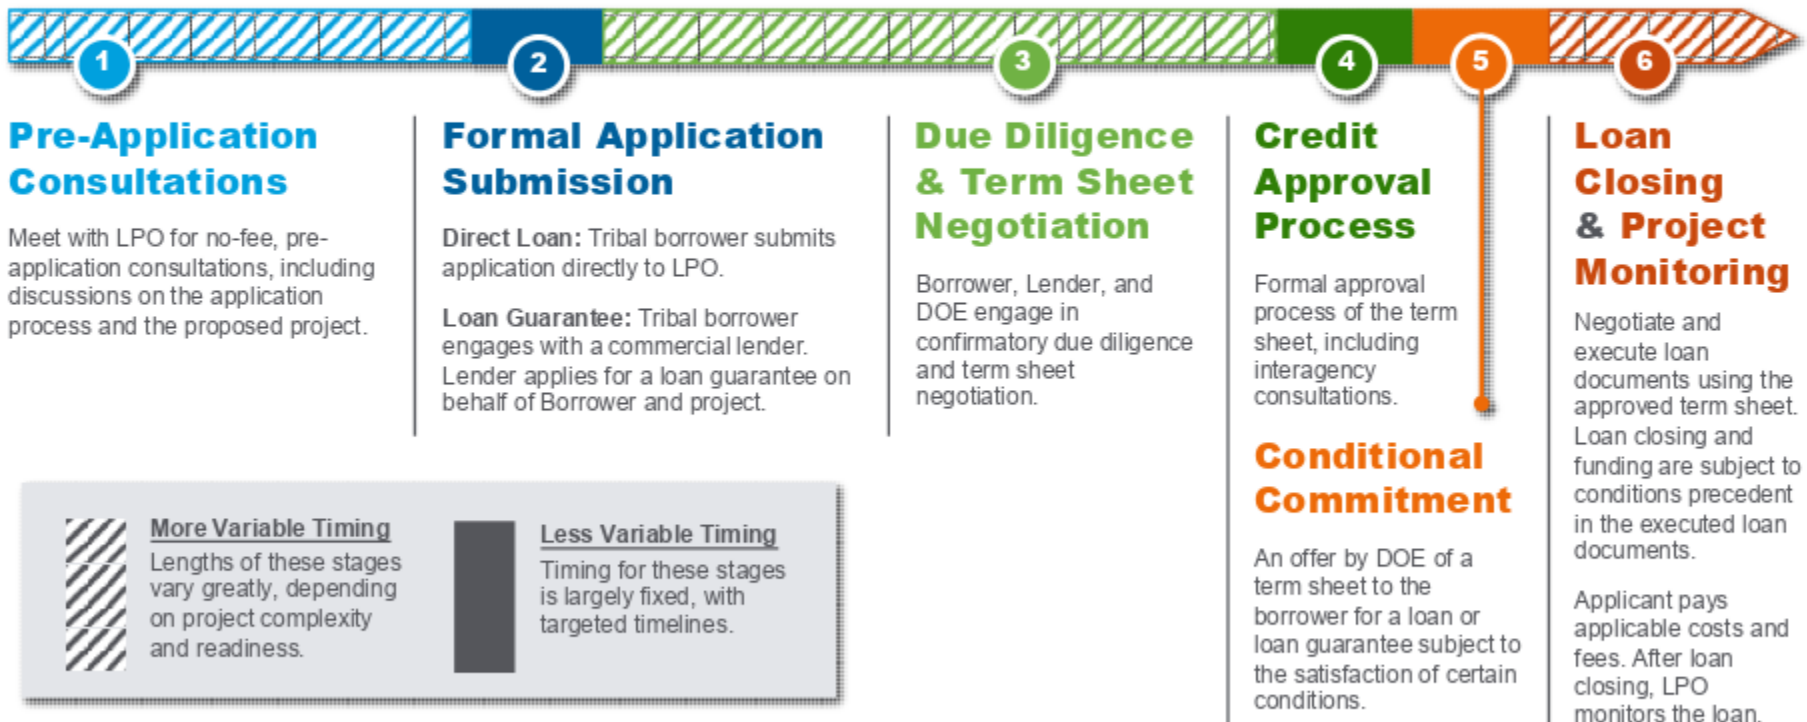 1
2
3
4
5
6
Pre-Application
Consultations
Meet with LPO for no-fee, pre-
application consultations, including
discussions on the application
process and the proposed project.
Formal Application
Submission
Direct Loan: Tribal borrower submits
application directly to LPO.
Loan Guarantee: Tribal borrower
engages with a commercial lender.
Lender applies for a loan guarantee on
behalf of Borrower and project.
Due Diligence
& Term Sheet
Negotiation
Borrower, Lender, and
DOE engage in
confirmatory due diligence
and term sheet
negotiation.
Credit
Approval
Process
Formal approval
process of the term
sheet, including
interagency
consultations.
Conditional
Commitment
An offer by DOE of a
term sheet to the
borrower for a loan or
loan guarantee subject to
the satisfaction of certain
conditions.
Loan
Closing
& Project
Monitoring
Negotiate and
execute loan
documents using the
approved term sheet.
Loan closing and
funding are subject to
conditions precedent
in the executed loan
documents.
Applicant pays
applicable costs and
fees. After loan
closing, LPO
monitors the loan.
More Variable Timing
Lengths of these stages
vary greatly, depending
on project complexity
and readiness.
Less Variable Timing
Timing for these stages
is largely fixed, with
targeted timelines.